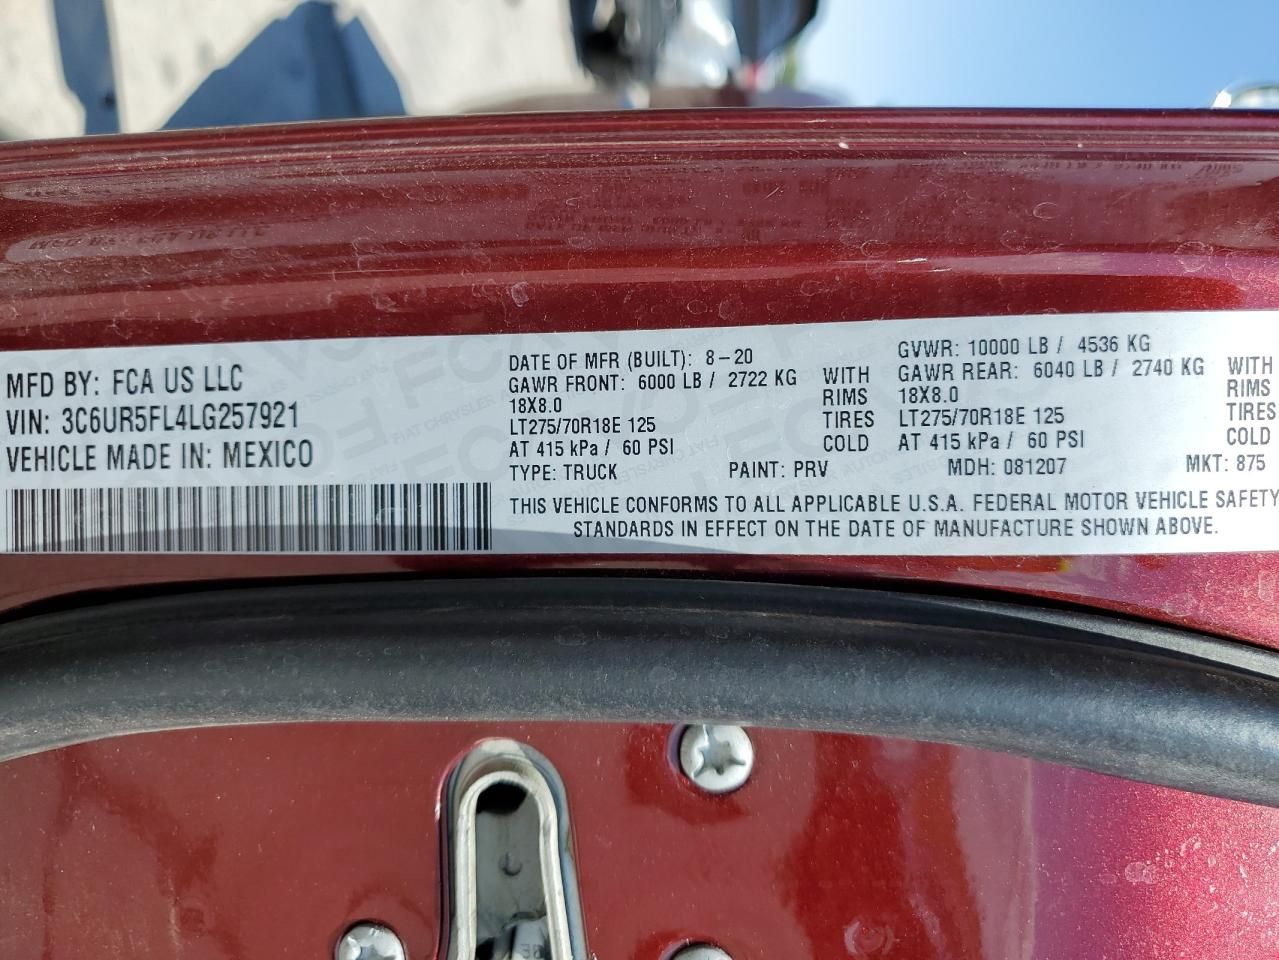 MFD BY: FCA US LLC
VIN: 3C6UR5FL4LG257921
VEHICLE MADE IN: MEXICO
DATE OF MFR (BUILT): 8-20
GAWR FRONT: 6000 LB / 2722 KG WITH
18X8.0 RIMS
LT275/70R18E 125 TIRES
AT 415 kPa / 60 PSI COLD
TYPE: TRUCK PAINT: PRV MDH: 081207 MKT: 875
GVWR: 10000 LB / 4536 KG
GAWR REAR: 6040 LB / 2740 KG WITH
18X8.0 RIMS
LT275/70R18E 125 TIRES
AT 415 kPa / 60 PSI COLD
THIS VEHICLE CONFORMS TO ALL APPLICABLE U.S.A. FEDERAL MOTOR VEHICLE SAFETY
STANDARDS IN EFFECT ON THE DATE OF MANUFACTURE SHOWN ABOVE.